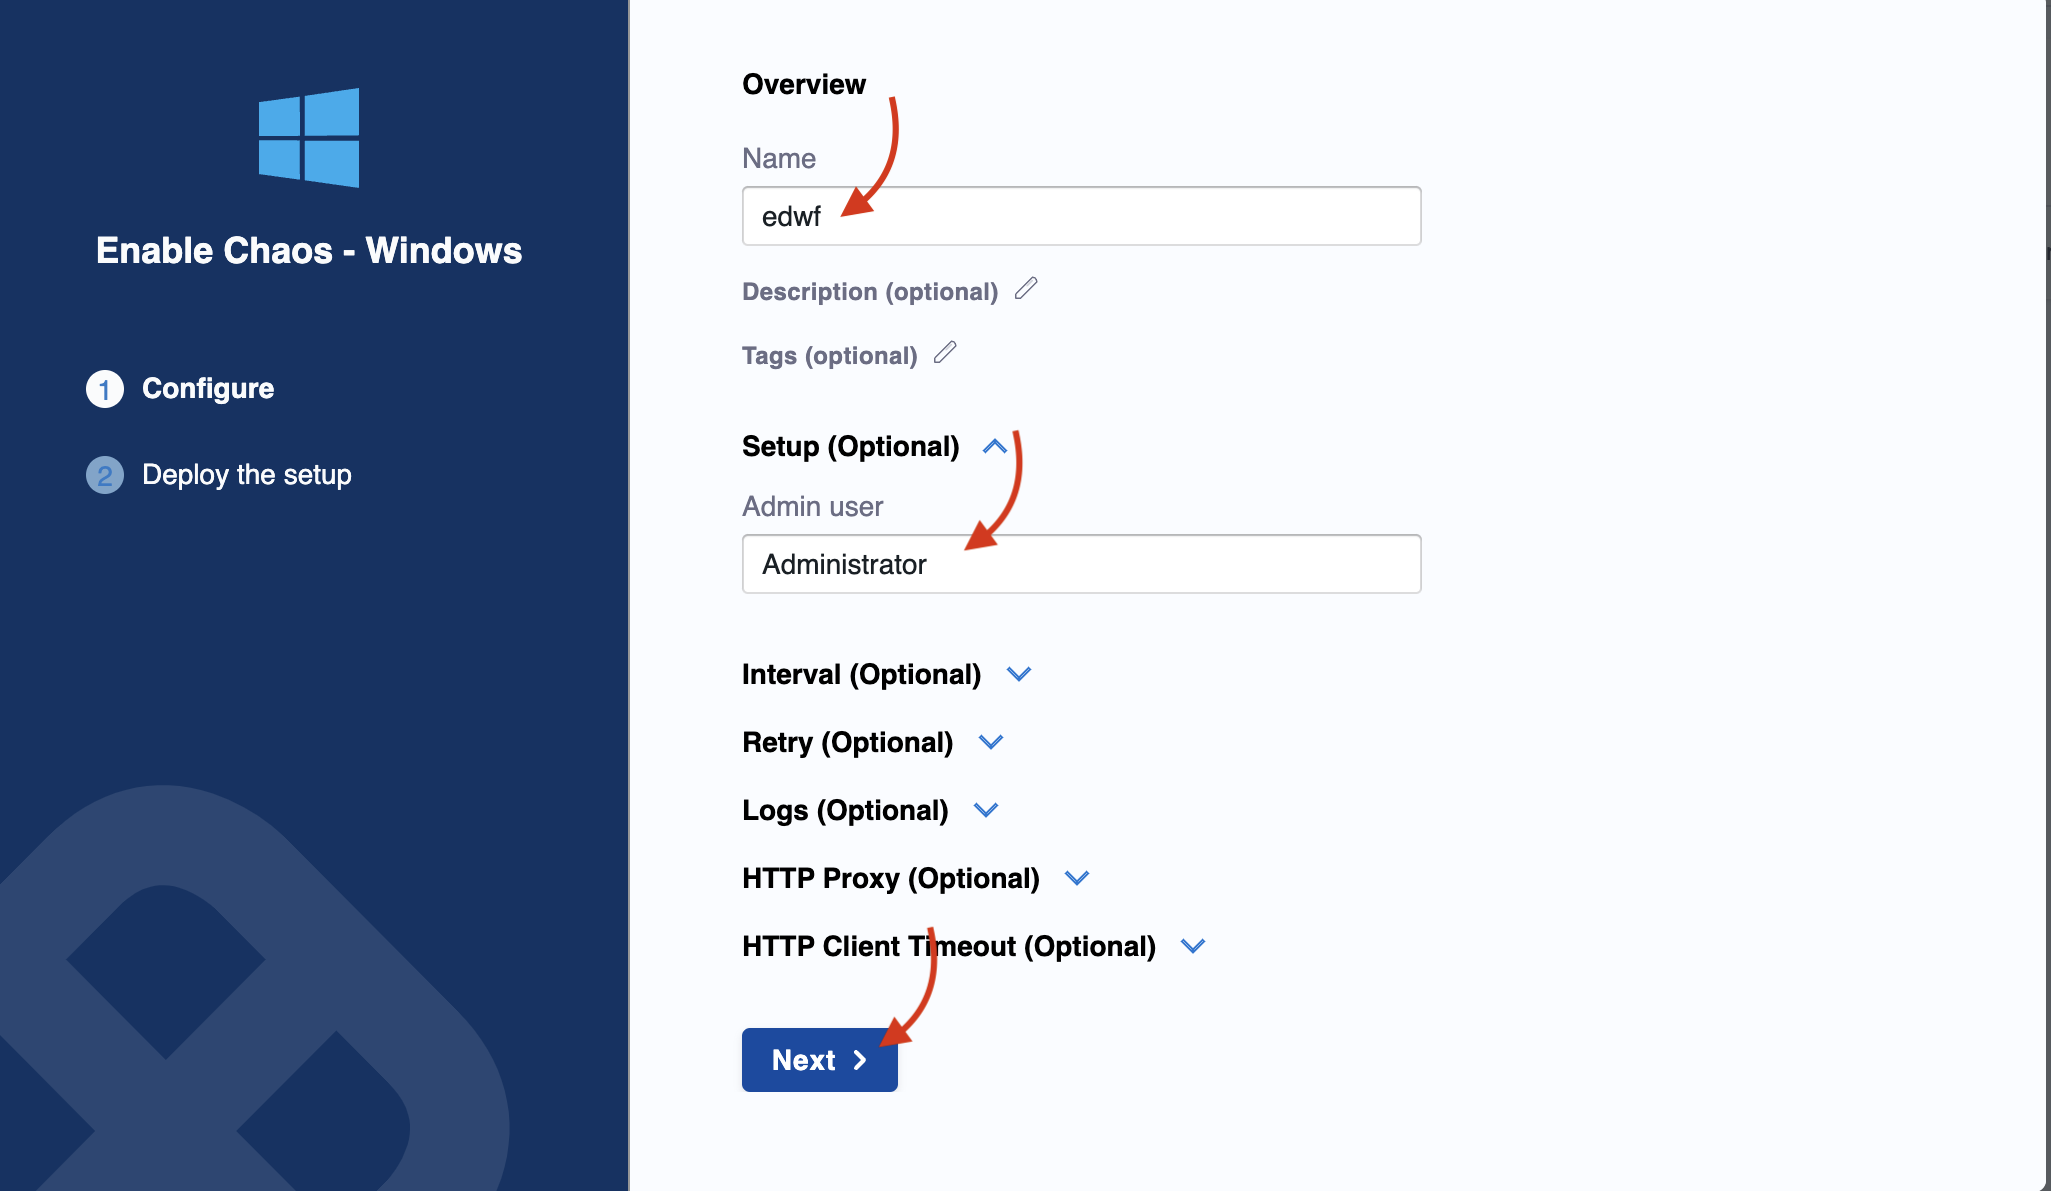 Enable Chaos - Windows
1 Configure
2 Deploy the setup
Overview
Name
edwf
Description (optional)
Tags (optional)
Setup (Optional)
Admin user
Administrator
Interval (Optional)
Retry (Optional)
Logs (Optional)
HTTP Proxy (Optional)
HTTP Client Timeout (Optional)
Next